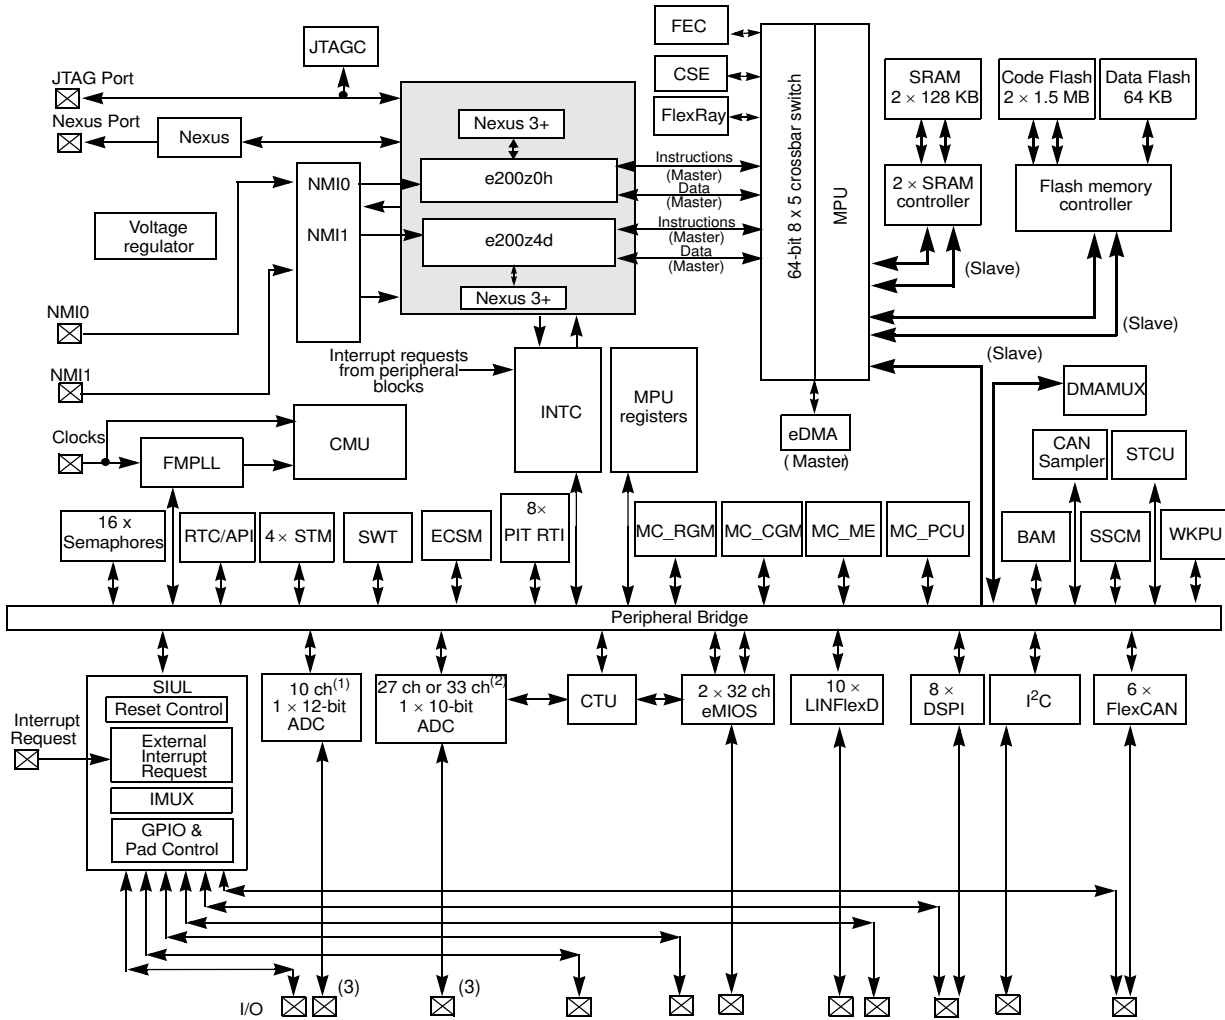 JTAGC
JTAG Port
Nexus Port
Nexus
Nexus 3+
e200z0h
e200z4d
Nexus 3+
NMI0
NMI1
Voltage
regulator
NMI0
NMI1
Clocks
FMPLL
CMU
Interrupt requests
from peripheral
blocks
INTC
MPU
registers
FEC
CSE
FlexRay
Instructions
(Master)
Data
(Master)
Instructions
(Master)
Data
(Master)
64-bit 8 x 5 crossbar switch
MPU
SRAM
2 × 128 KB
Code Flash
2 × 1.5 MB
Data Flash
64 KB
2 × SRAM
controller
Flash memory
controller
(Slave)
(Slave)
(Slave)
DMAMUX
eDMA
(Master)
CAN
Sampler
STCU
16 x
Semaphores
RTC/API
4 × STM
SWT
ECSM
8×
PIT RTI
MC_RGM
MC_CGM
MC_ME
MC_PCU
BAM
SSCM
WKPU
Peripheral Bridge
SIUL
Reset Control
External
Interrupt
Request
IMUX
GPIO &
Pad Control
Interrupt
Request
10 ch(1)
1 × 12-bit
ADC
27 ch or 33 ch(2)
1 × 10-bit
ADC
CTU
2 × 32 ch
eMIOS
10 ×
LINFlexD
8 ×
DSPI
I2C
6 ×
FlexCAN
I/O
(3)
(3)